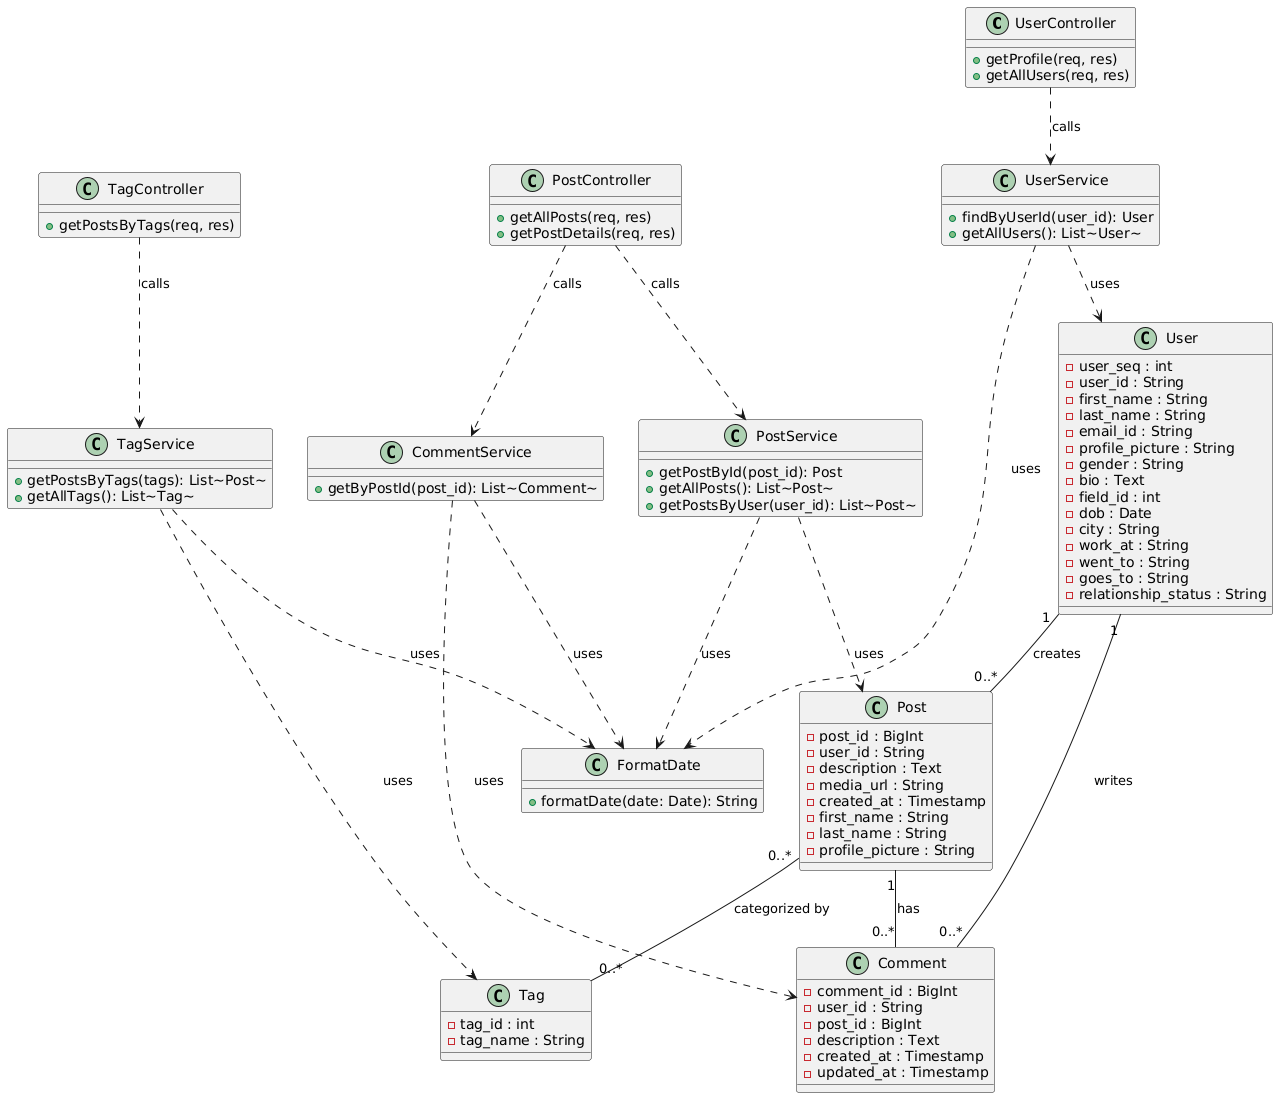 C UserController
getProfile(req, res)
getAllUsers(req, res)
calls
C TagController
getPostsByTags(req, res)
C PostController
getAllPosts(req, res)
getPostDetails(req, res)
C UserService
findByUserId(user_id): User
getAllUsers(): List~User~
calls
calls
calls
uses
C User
user_seq : int
user_id : String
first_name : String
last_name : String
email_id : String
profile_picture : String
gender : String
bio : Text
field_id : int
dob : Date
city : String
work_at : String
went_to : String
goes_to : String
relationship_status : String
C TagService
getPostsByTags(tags): List~Post~
getAllTags(): List~Tag~
C CommentService
getByPostId(post_id): List~Comment~
C PostService
getPostById(post_id): Post
getAllPosts(): List~Post~
getPostsByUser(user_id): List~Post~
uses
1
1
uses
uses
uses
uses
creates
0..*
C Post
post_id : BigInt
user_id : String
description : Text
media_url : String
created_at : Timestamp
first_name : String
last_name : String
profile_picture : String
C FormatDate
formatDate(date: Date): String
uses
uses
writes
0..*
1
categorized by
has
0..*
0..*
0..*
C Tag
tag_id : int
tag_name : String
C Comment
comment_id : BigInt
user_id : String
post_id : BigInt
description : Text
created_at : Timestamp
updated_at : Timestamp